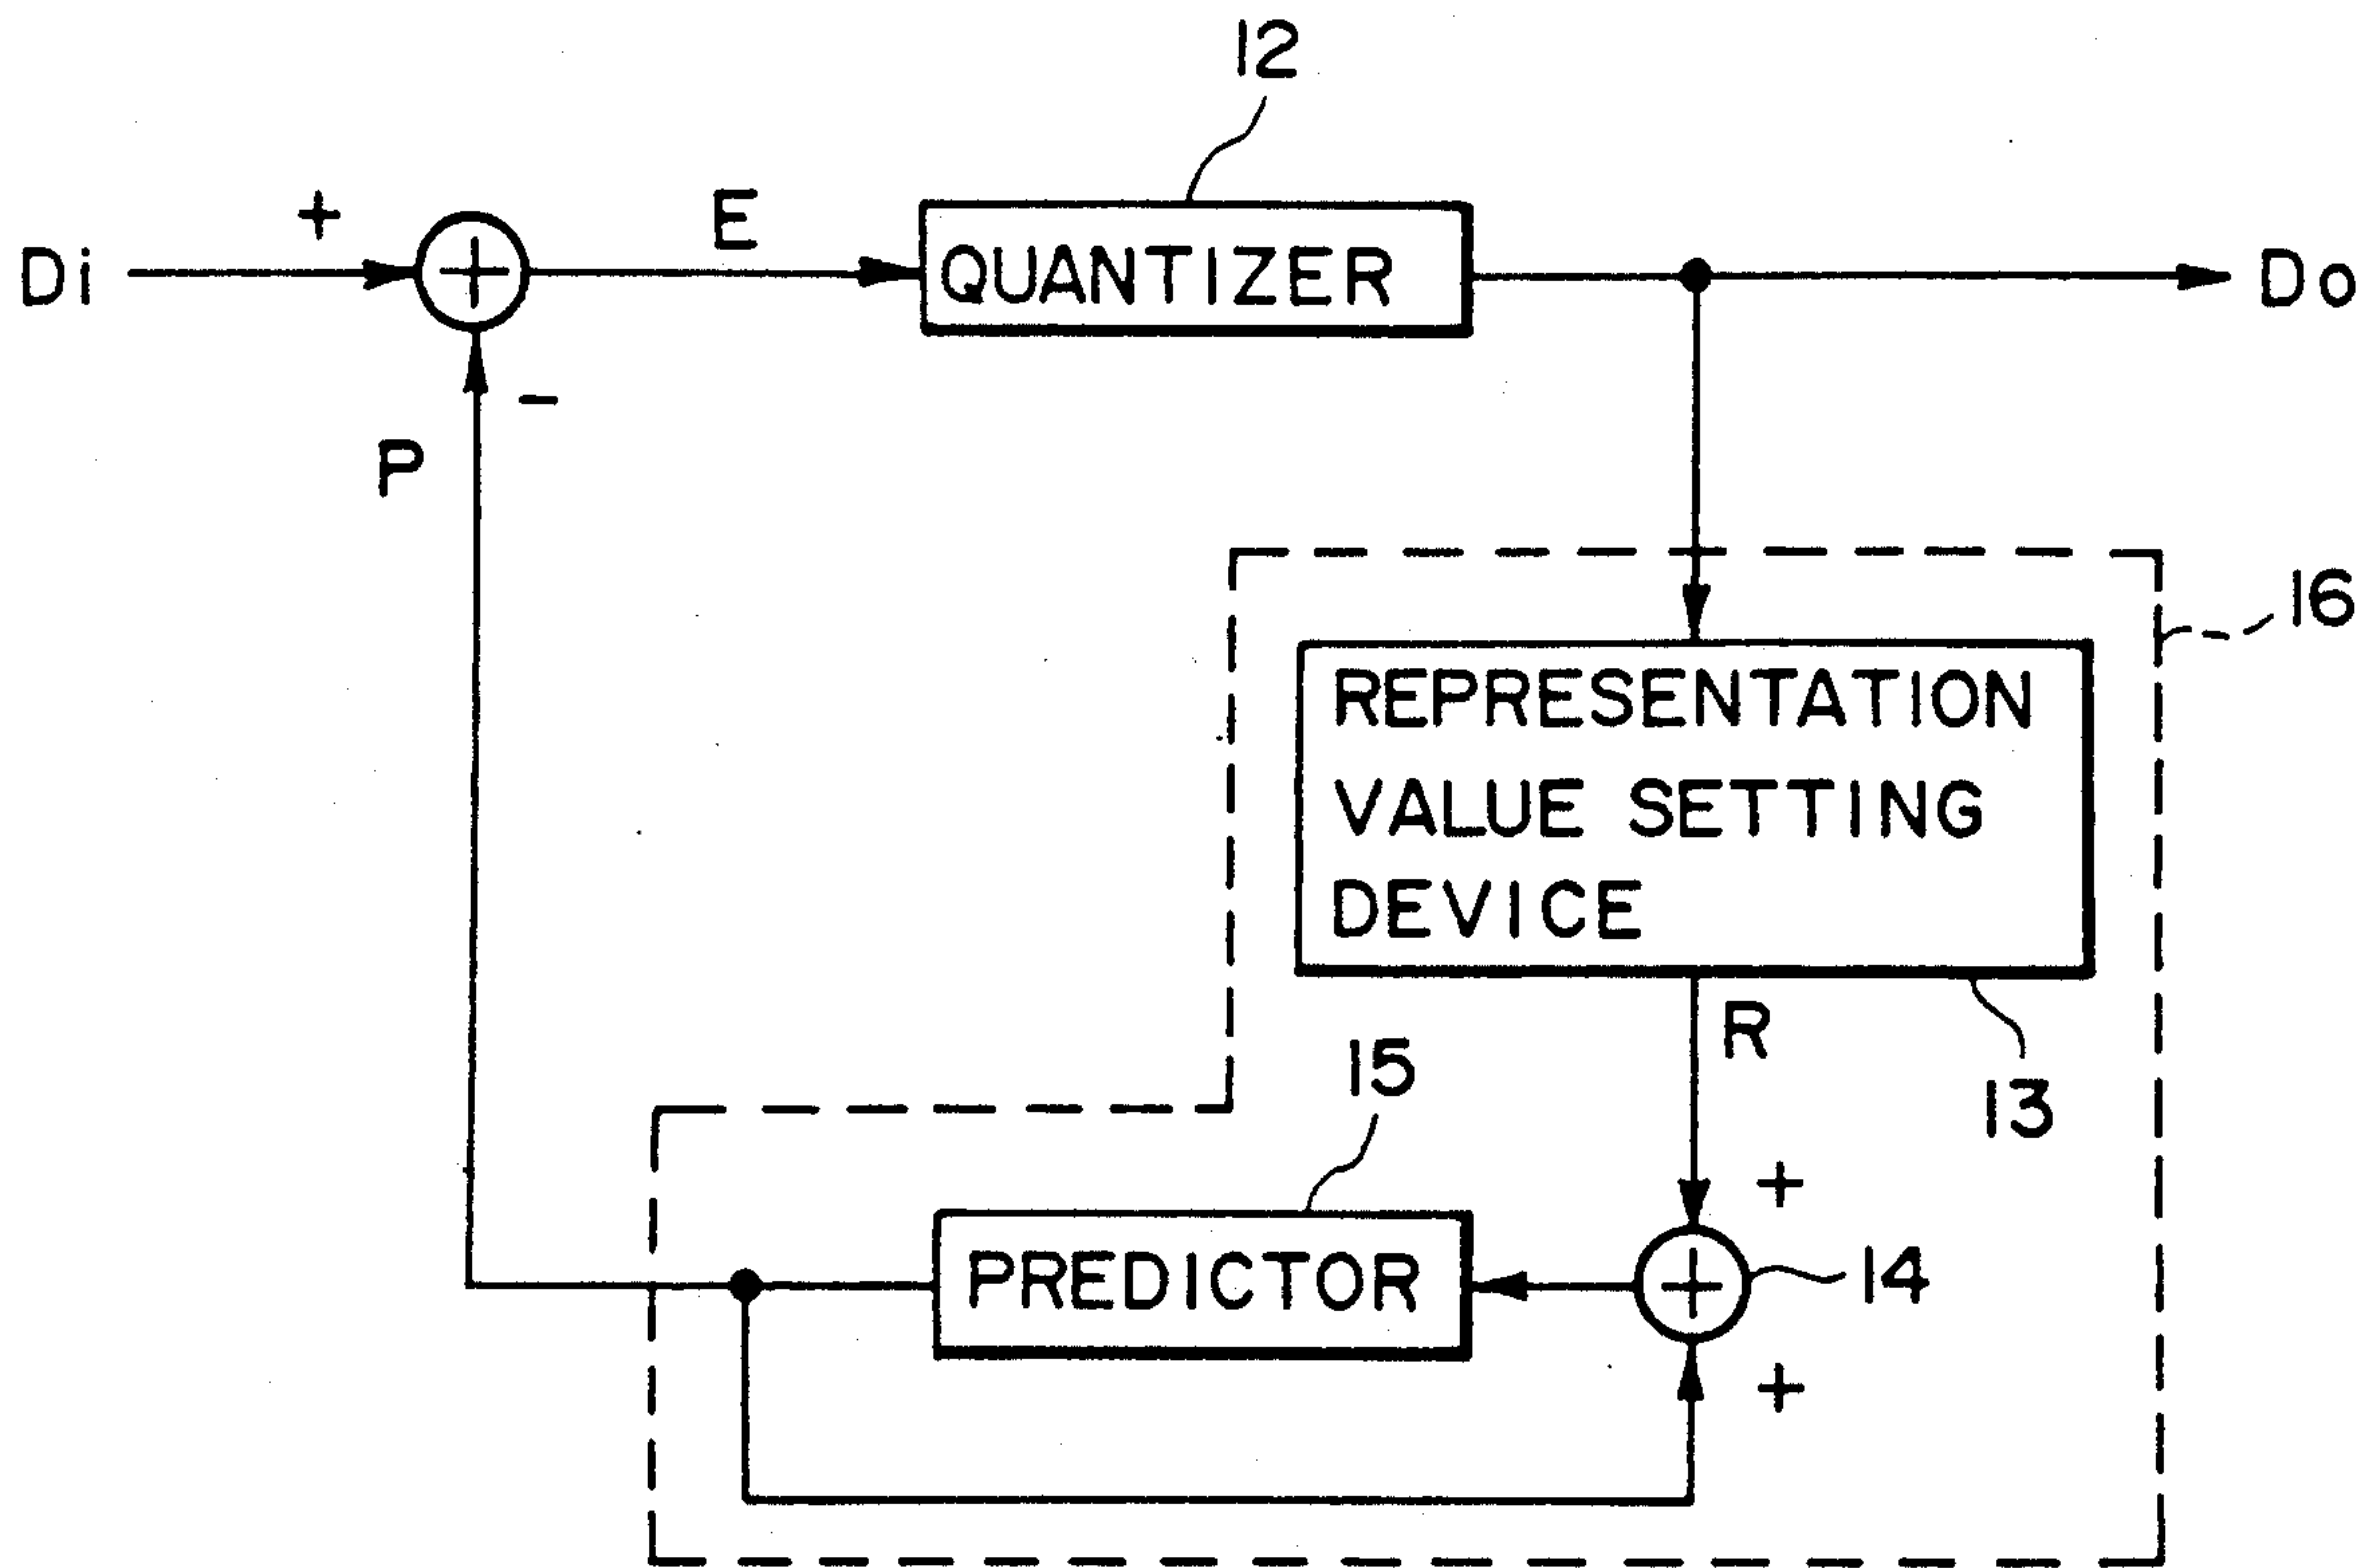 12
+
E
Di
+
QUANTIZER
Do
-
P
16
REPRESENTATION
VALUE SETTING
DEVICE
R
15
13
+
PREDICTOR
+
14
+